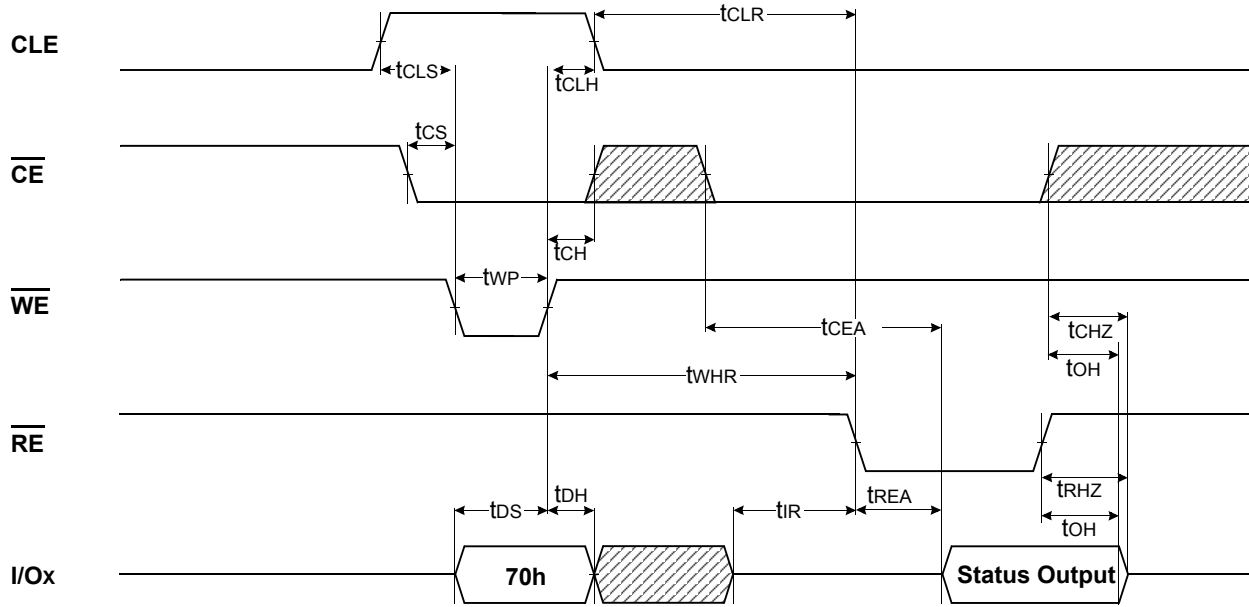 tCLR
CLE
tCLS
tCLH
tCS
CE
tCH
tWP
WE
tCEA
tCHZ
tOH
tWHR
RE
tDH
tRHZ
tDS
tIR
tREA
tOH
I/Ox
70h
Status Output